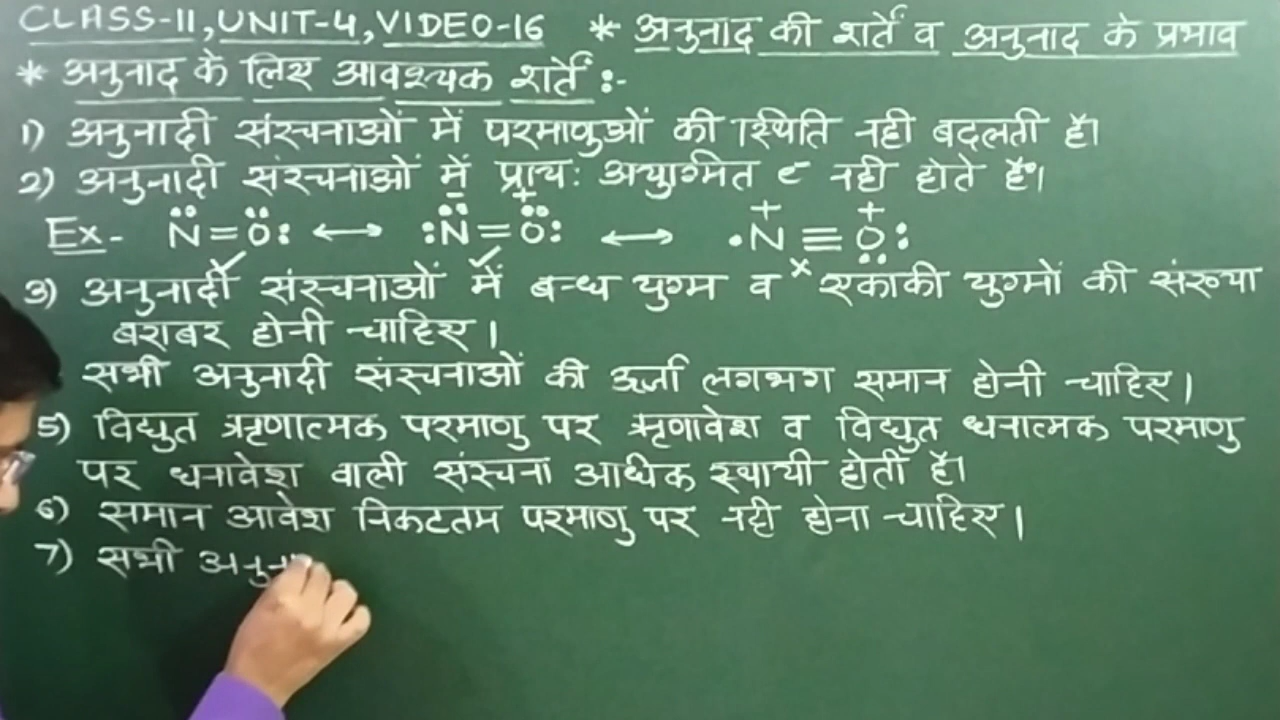 CLASS-11, UNIT-4, VIDEO-16 * अनुनाद की शर्तें व अनुनाद के प्रभाव
* अनुनाद के लिए आवश्यक शर्तें :-
1) अनुनादी संरचनाओं में परमाणुओं की स्थिति नही बदलती है।
2) अनुनादी संरचनाओं में प्रायः अयुग्मित e⁻ नही होते हैं।
Ex- N̈ = Ö: ↔ :N̈⁻ = Ö⁺: ↔ ·N⁺ ≡ Ö⁺:
3) अनुनादी संरचनाओं में बन्ध युग्म व एकाकी युग्मों की संख्या
बराबर होनी चाहिए।
सभी अनुनादी संरचनाओं की ऊर्जा लगभग समान होनी चाहिए।
5) विद्युत ऋणात्मक परमाणु पर ऋणावेश व विद्युत धनात्मक परमाणु
पर धनावेश वाली संरचना अधिक स्थायी होती है।
6) समान आवेश निकटतम परमाणु पर नही होना चाहिए।
7) सभी अनुन